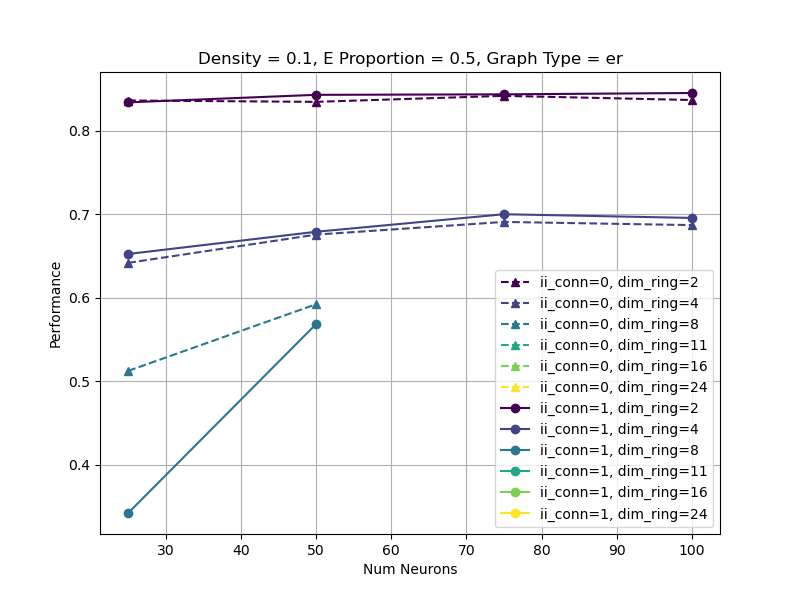 Density = 0.1, E Proportion = 0.5, Graph Type = er
0.8
0.7
0.6
0.5
0.4
Performance
30
40
50
60
70
80
90
100
Num Neurons
ii_conn=0, dim_ring=2
ii_conn=0, dim_ring=4
ii_conn=0, dim_ring=8
ii_conn=0, dim_ring=11
ii_conn=0, dim_ring=16
ii_conn=0, dim_ring=24
ii_conn=1, dim_ring=2
ii_conn=1, dim_ring=4
ii_conn=1, dim_ring=8
ii_conn=1, dim_ring=11
ii_conn=1, dim_ring=16
ii_conn=1, dim_ring=24